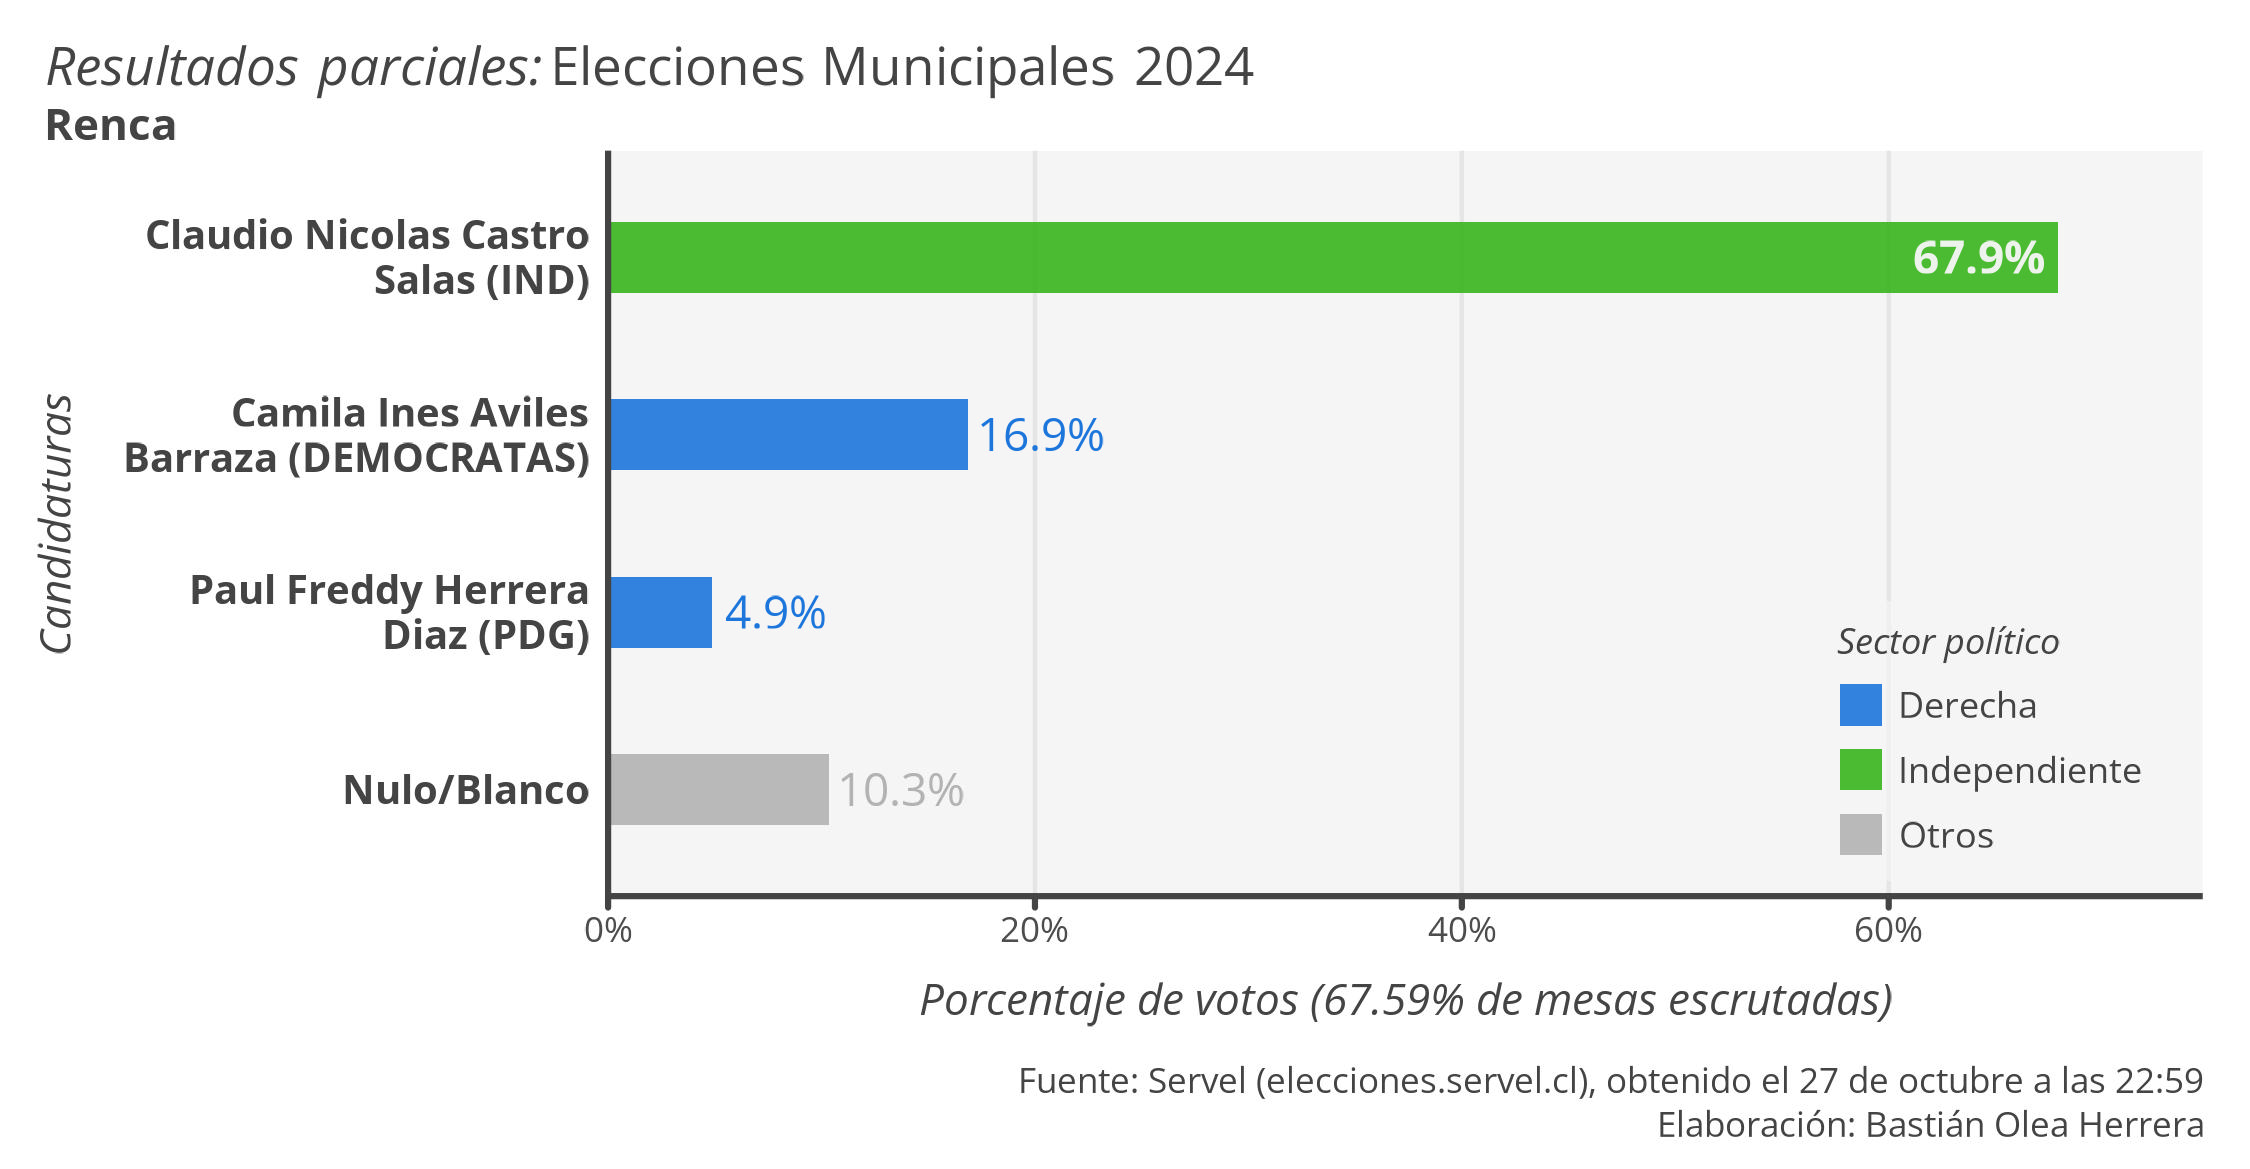 Resultados parciales: Elecciones Municipales 2024
Renca
Candidaturas
Claudio Nicolas Castro
Salas (IND)
67.9%
Camila Ines Aviles
Barraza (DEMOCRATAS)
16.9%
Paul Freddy Herrera
Diaz (PDG)
4.9%
Nulo/Blanco
10.3%
Sector político
Derecha
Independiente
Otros
0%
20%
40%
60%
Porcentaje de votos (67.59% de mesas escrutadas)
Fuente: Servel (elecciones.servel.cl), obtenido el 27 de octubre a las 22:59
Elaboración: Bastián Olea Herrera